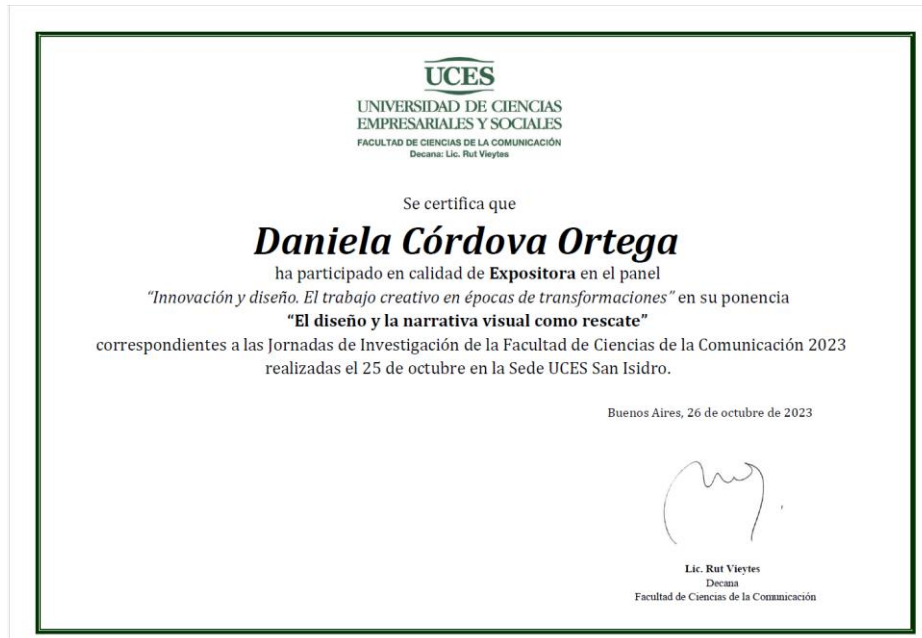 UCES
UNIVERSIDAD DE CIENCIAS
EMPRESARIALES Y SOCIALES
FACULTAD DE CIENCIAS DE LA COMUNICACIÓN
Decana: Lic. Rut Vieytes
Se certifica que
Daniela Córdova Ortega
ha participado en calidad de Expositora en el panel
“Innovación y diseño. El trabajo creativo en épocas de transformaciones” en su ponencia
“El diseño y la narrativa visual como rescate”
correspondientes a las Jornadas de Investigación de la Facultad de Ciencias de la Comunicación 2023
realizadas el 25 de octubre en la Sede UCES San Isidro.
Buenos Aires, 26 de octubre de 2023
Lic. Rut Vieytes
Decana
Facultad de Ciencias de la Comunicación